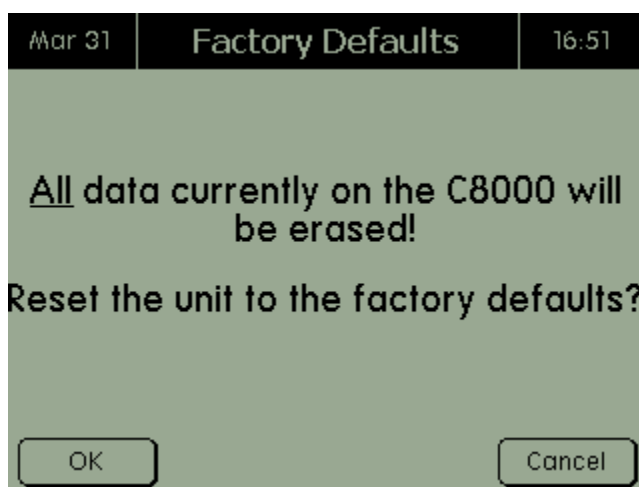 Mar 31 Factory Defaults 16:51
All data currently on the C8000 will
be erased!
Reset the unit to the factory defaults?
OK Cancel